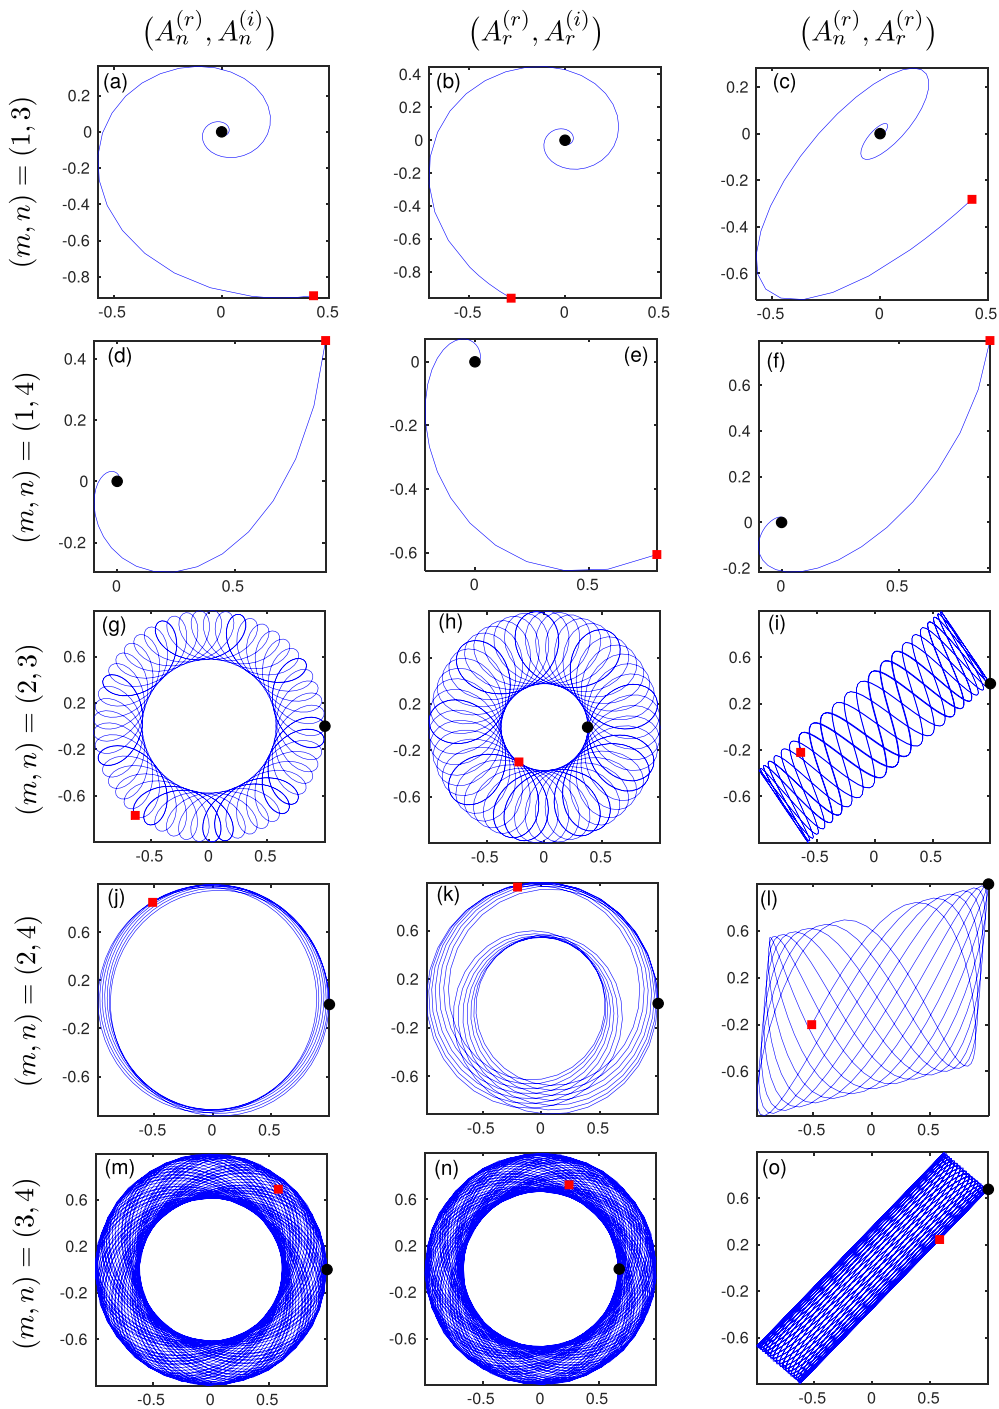 (A_n^{(r)}, A_n^{(i)}) (A_r^{(r)}, A_r^{(i)}) (A_n^{(r)}, A_r^{(r)})
(m, n) = (1, 3)
(a)
0.2
0
-0.2
-0.4
-0.6
-0.8
-0.5 0 0.5
(b)
0.4
0.2
0
-0.2
-0.4
-0.6
-0.8
-0.5 0 0.5
(c)
0.2
0
-0.2
-0.4
-0.6
-0.5 0 0.5
(m, n) = (1, 4)
(d)
0.4
0.2
0
-0.2
0 0.5
(e)
0
-0.2
-0.4
-0.6
0 0.5
(f)
0.6
0.4
0.2
0
-0.2
0 0.5
(m, n) = (2, 3)
(g)
0.6
0.2
-0.2
-0.6
-0.5 0 0.5
(h)
0.6
0.2
-0.2
-0.6
-0.5 0 0.5
(i)
0.6
0.2
-0.2
-0.6
-0.5 0 0.5
(m, n) = (2, 4)
(j)
0.6
0.2
-0.2
-0.6
-0.5 0 0.5
(k)
0.6
0.2
-0.2
-0.6
-0.5 0 0.5
(l)
0.6
0.2
-0.2
-0.6
-0.5 0 0.5
(m, n) = (3, 4)
(m)
0.6
0.2
-0.2
-0.6
-0.5 0 0.5
(n)
0.6
0.2
-0.2
-0.6
-0.5 0 0.5
(o)
0.6
0.2
-0.2
-0.6
-0.5 0 0.5